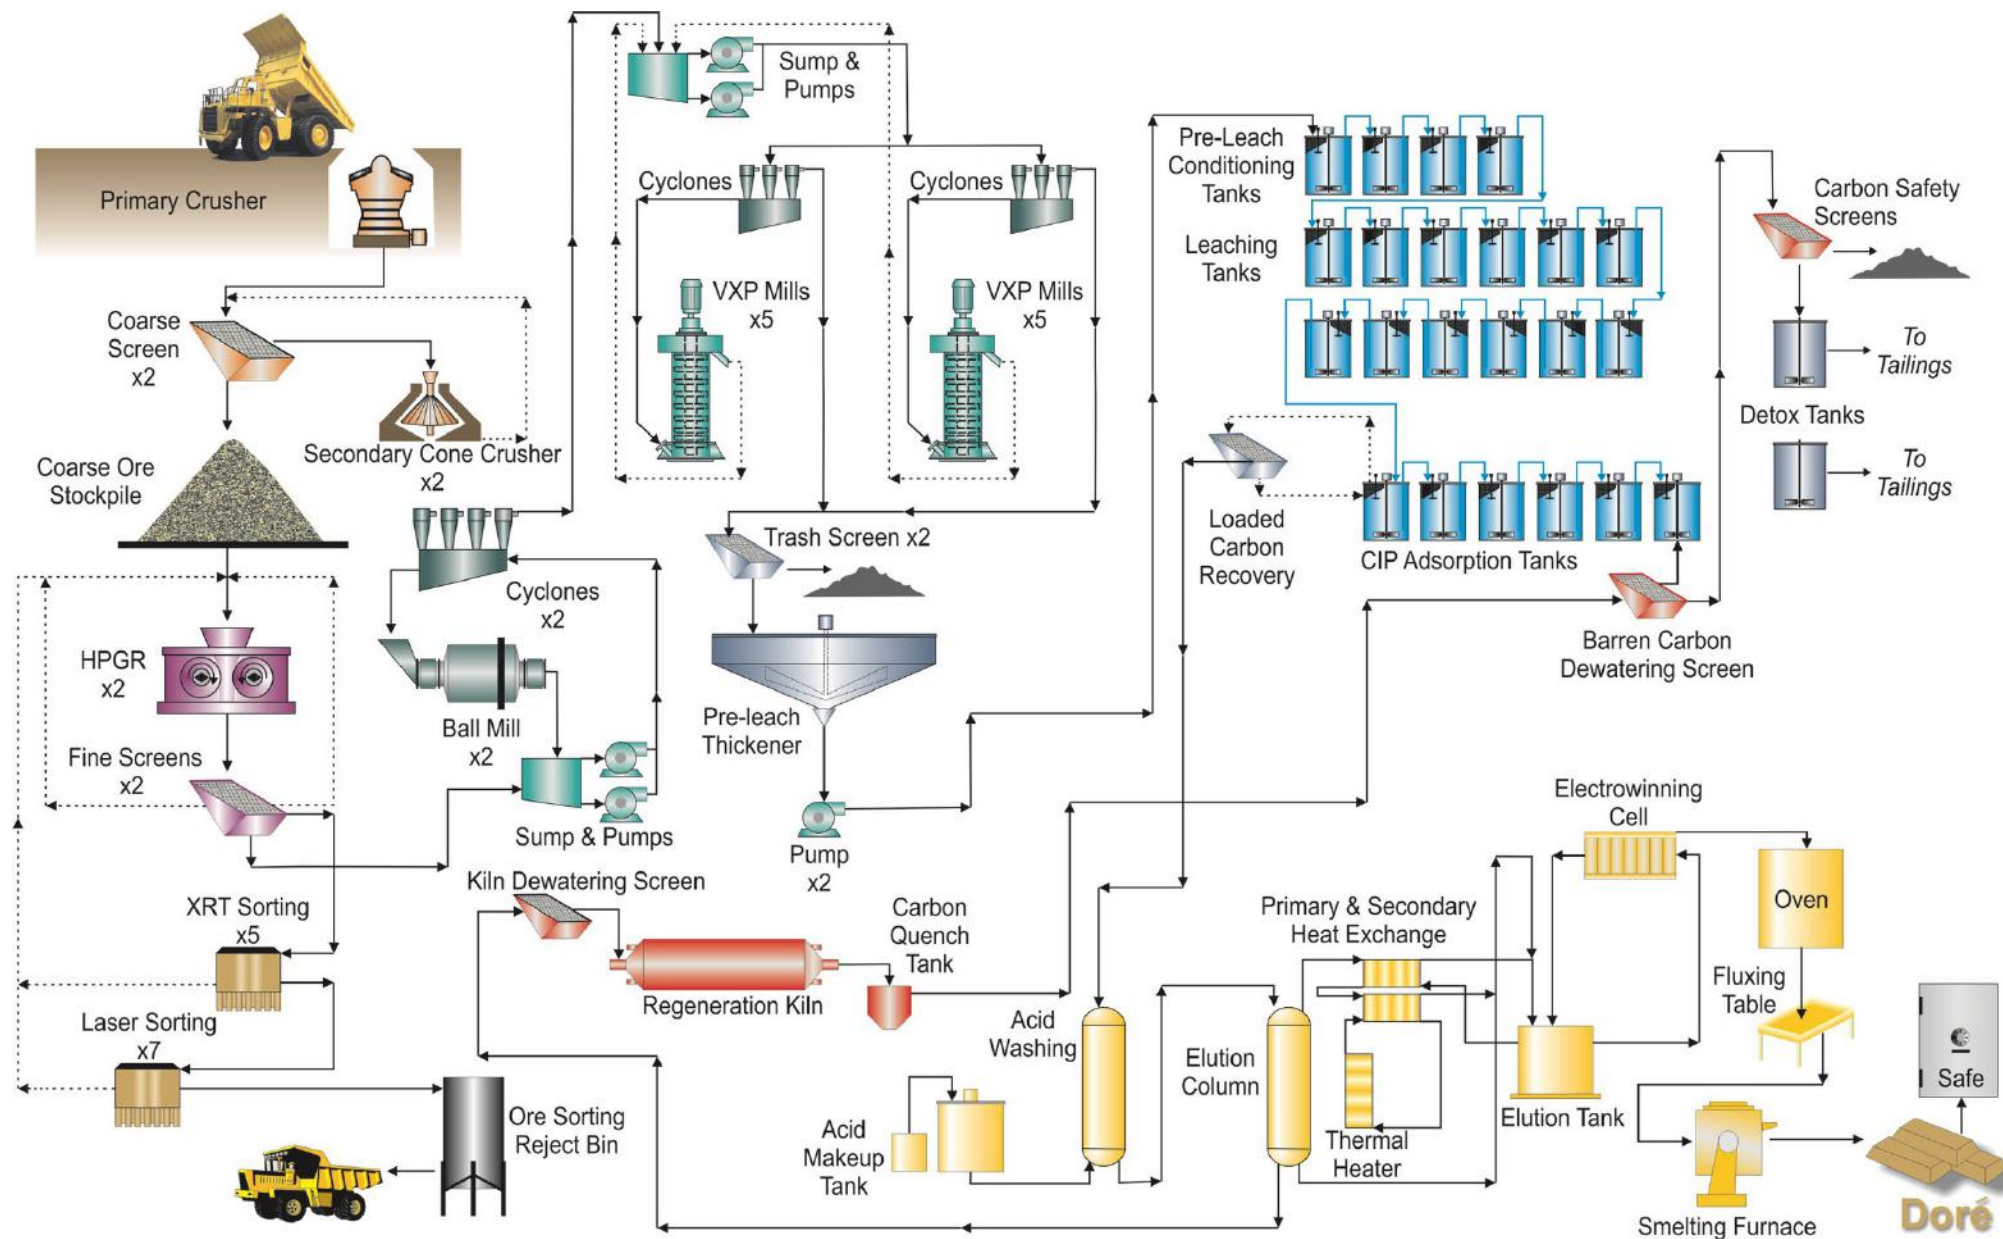 Sump &
Pumps
Primary Crusher
Cyclones
Cyclones
Pre-Leach
Conditioning
Tanks
Carbon Safety
Screens
Leaching
Tanks
VXP Mills
x5
VXP Mills
x5
Coarse
Screen
x2
To
Tailings
Detox Tanks
To
Tailings
Secondary Cone Crusher
x2
Coarse Ore
Stockpile
Loaded
Carbon
Recovery
CIP Adsorption Tanks
Trash Screen x2
Cyclones
x2
Barren Carbon
Dewatering Screen
HPGR
x2
Ball Mill
x2
Pre-leach
Thickener
Fine Screens
x2
Sump & Pumps
Pump
x2
Electrowinning
Cell
Kiln Dewatering Screen
XRT Sorting
x5
Carbon
Quench
Tank
Primary & Secondary
Heat Exchange
Oven
Regeneration Kiln
Fluxing
Table
Laser Sorting
x7
Acid
Washing
Elution
Column
Safe
Ore Sorting
Reject Bin
Acid
Makeup
Tank
Thermal
Heater
Elution Tank
Smelting Furnace
Doré